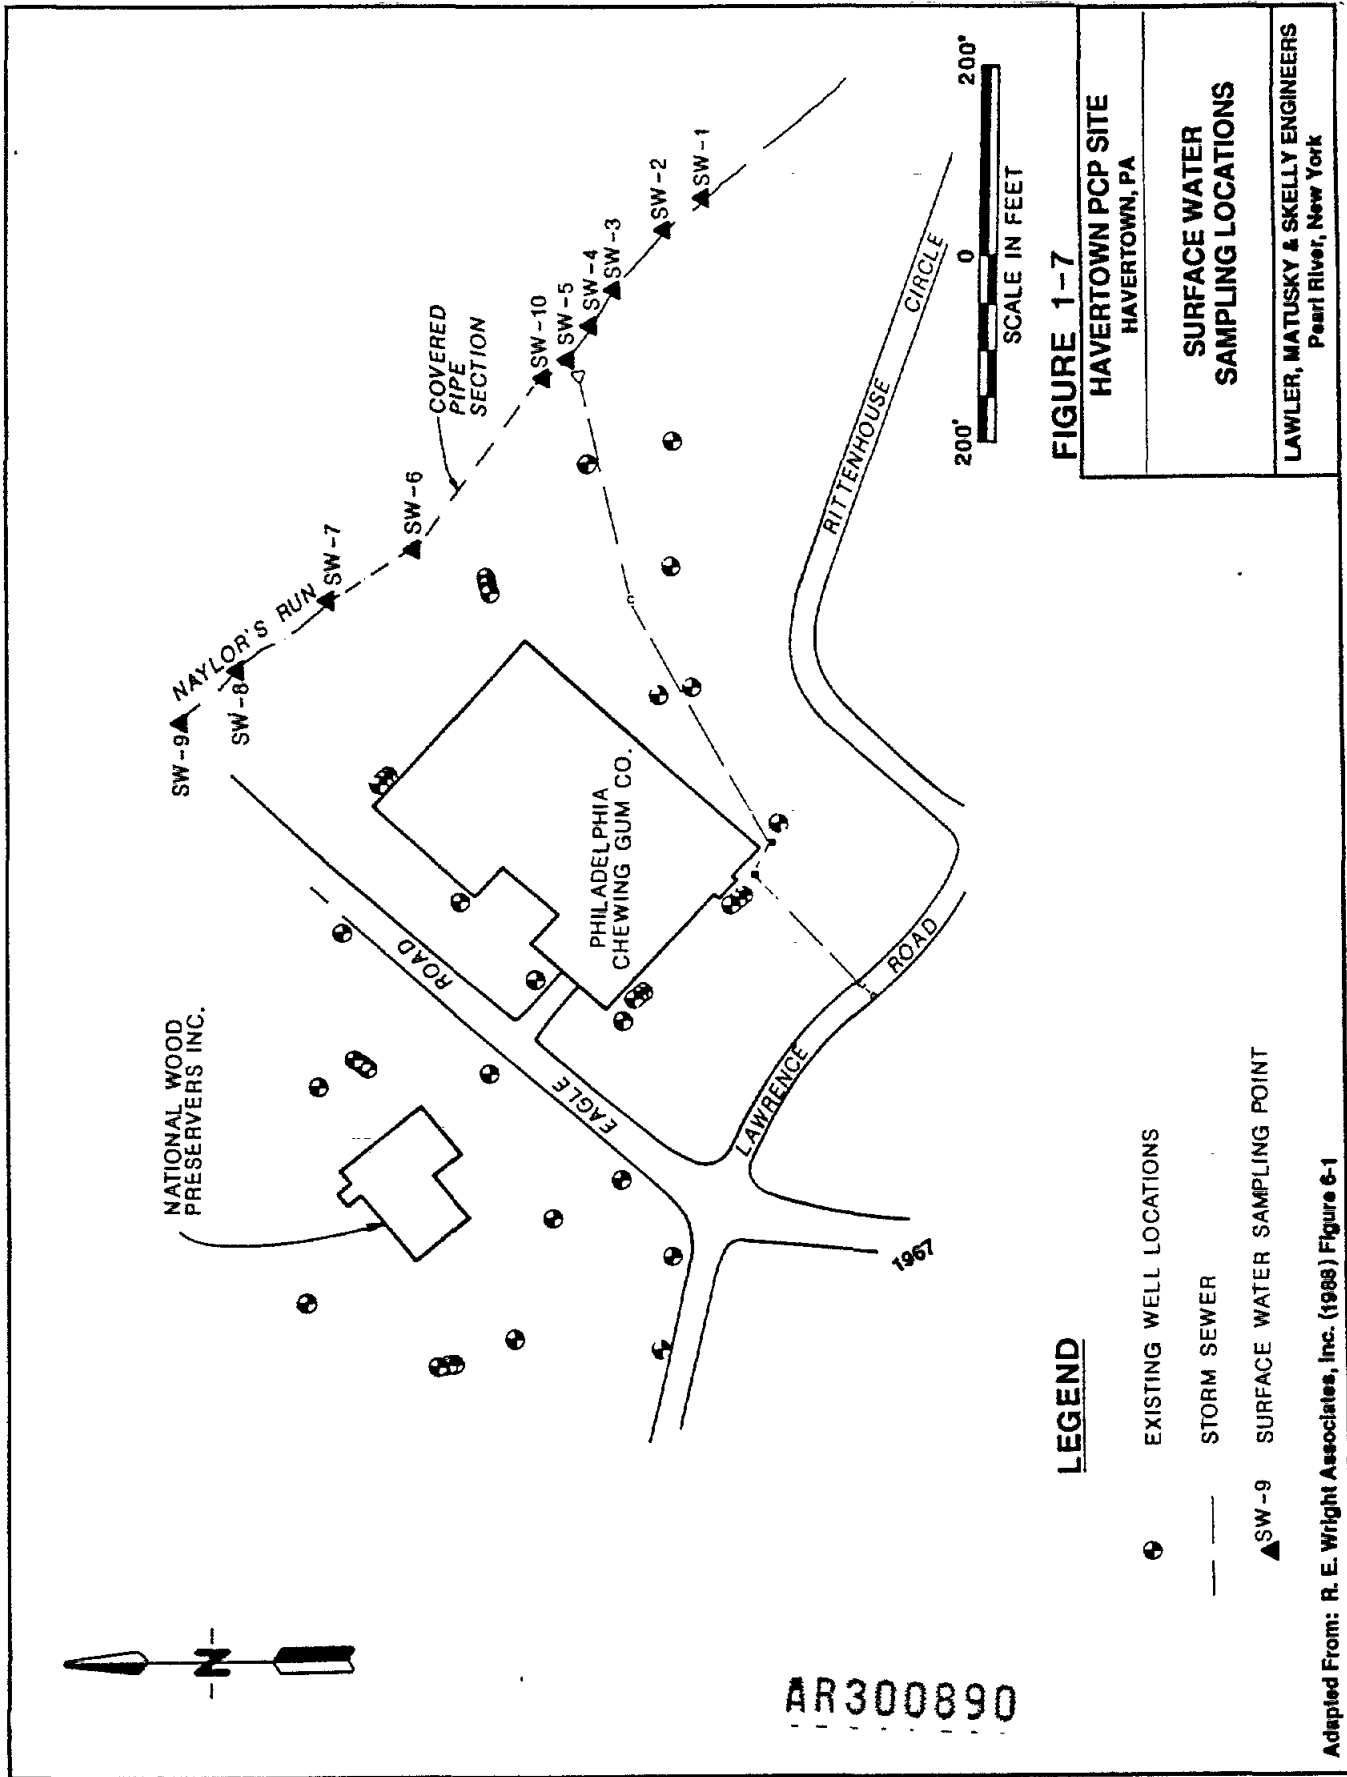 NATIONAL WOOD
PRESERVERS INC.
SW-9
NAYLOR'S RUN
SW-8
SW-7
SW-6
COVERED
PIPE
SECTION
SW-10
SW-5
SW-4
SW-3
SW-2
SW-1
EAGLE
ROAD
PHILADELPHIA
CHEWING GUM CO.
LAWRENCE
ROAD
RITTENHOUSE CIRCLE
1967
-N-
200'
0
200'
SCALE IN FEET
LEGEND
EXISTING WELL LOCATIONS
STORM SEWER
SW-9 SURFACE WATER SAMPLING POINT
FIGURE 1-7
HAVERTOWN PCP SITE
HAVERTOWN, PA
SURFACE WATER
SAMPLING LOCATIONS
LAWLER, MATUSKY & SKELLY ENGINEERS
Pearl River, New York
Adapted From: R. E. Wright Associates, Inc. (1988) Figure 6-1
AR300890